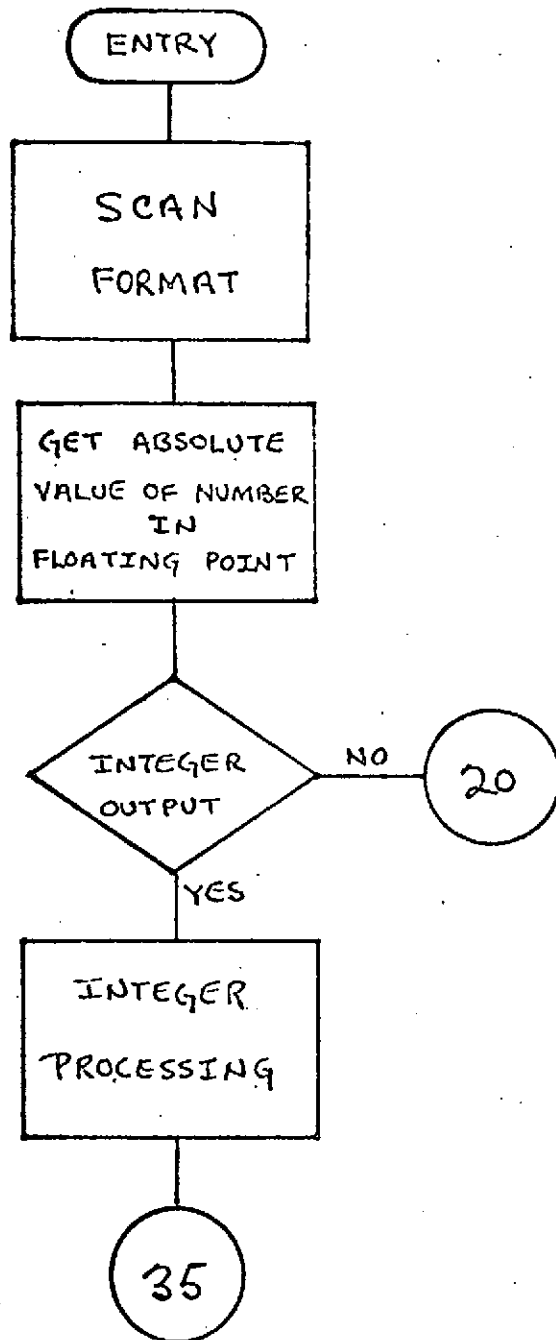 ENTRY
SCAN
FORMAT
GET ABSOLUTE
VALUE OF NUMBER
IN
FLOATING POINT
INTEGER
OUTPUT
NO
20
YES
INTEGER
PROCESSING
35